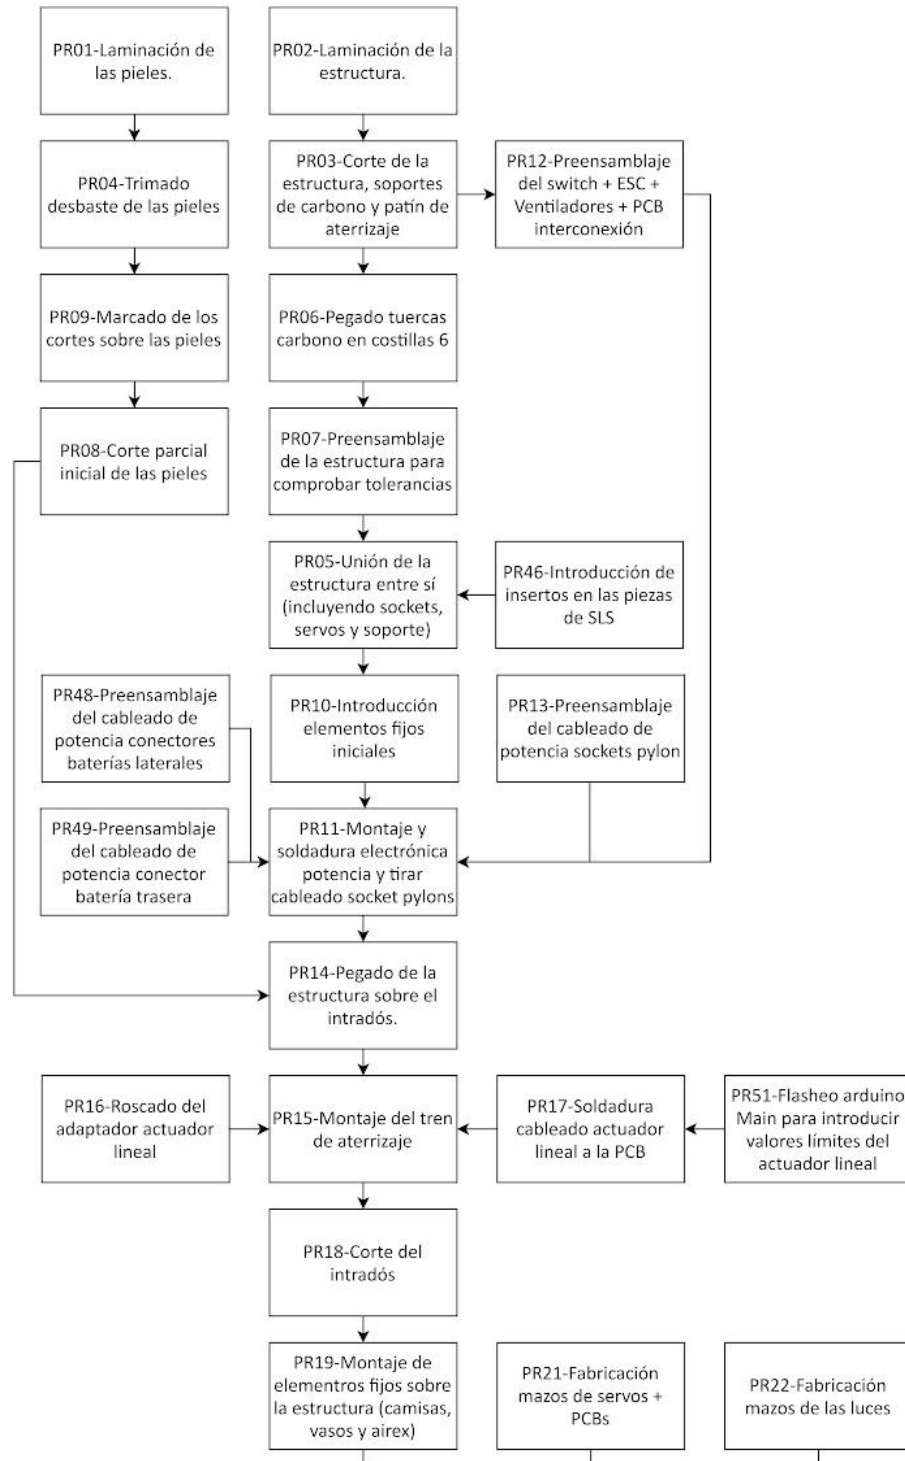 PR01-Laminación de
las pieles.
PR02-Laminación de la
estructura.
PR04-Trimado
desbaste de las pieles
PR03-Corte de la
estructura, soportes
de carbono y patín de
aterrizaje
PR12-Preensamblaje
del switch + ESC +
Ventiladores + PCB
interconexión
PR09-Marcado de los
cortes sobre las pieles
PR06-Pegado tuercas
carbono en costillas 6
PR08-Corte parcial
inicial de las pieles
PR07-Preensamblaje
de la estructura para
comprobar tolerancias
PR05-Unión de la
estructura entre sí
(incluyendo sockets,
servos y soporte)
PR46-Introducción de
insertos en las piezas
de SLS
PR48-Preensamblaje
del cableado de
potencia conectores
baterías laterales
PR10-Introducción
elementos fijos
iniciales
PR13-Preensamblaje
del cableado de
potencia sockets pylon
PR49-Preensamblaje
del cableado de
potencia conector
batería trasera
PR11-Montaje y
soldadura electrónica
potencia y tirar
cableado socket pylons
PR14-Pegado de la
estructura sobre el
intradós.
PR16-Roscado del
adaptador actuador
lineal
PR15-Montaje del tren
de aterrizaje
PR17-Soldadura
cableado actuador
lineal a la PCB
PR51-Flasheo arduino
Main para introducir
valores límites del
actuador lineal
PR18-Corte del
intradós
PR19-Montaje de
elementros fijos sobre
la estructura (camisas,
vasos y airex)
PR21-Fabricación
mazos de servos +
PCBs
PR22-Fabricación
mazos de las luces